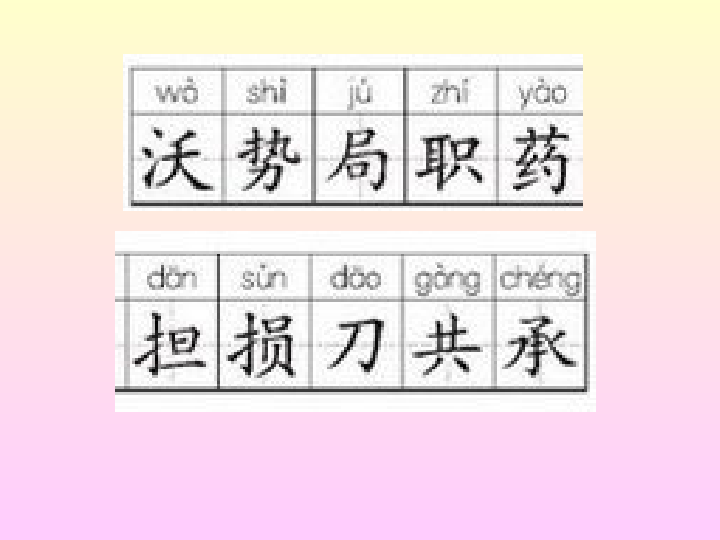 wò shì jú zhí yào
沃 势 局 职 药
dān sǔn dāo gòng chéng
担 损 刀 共 承